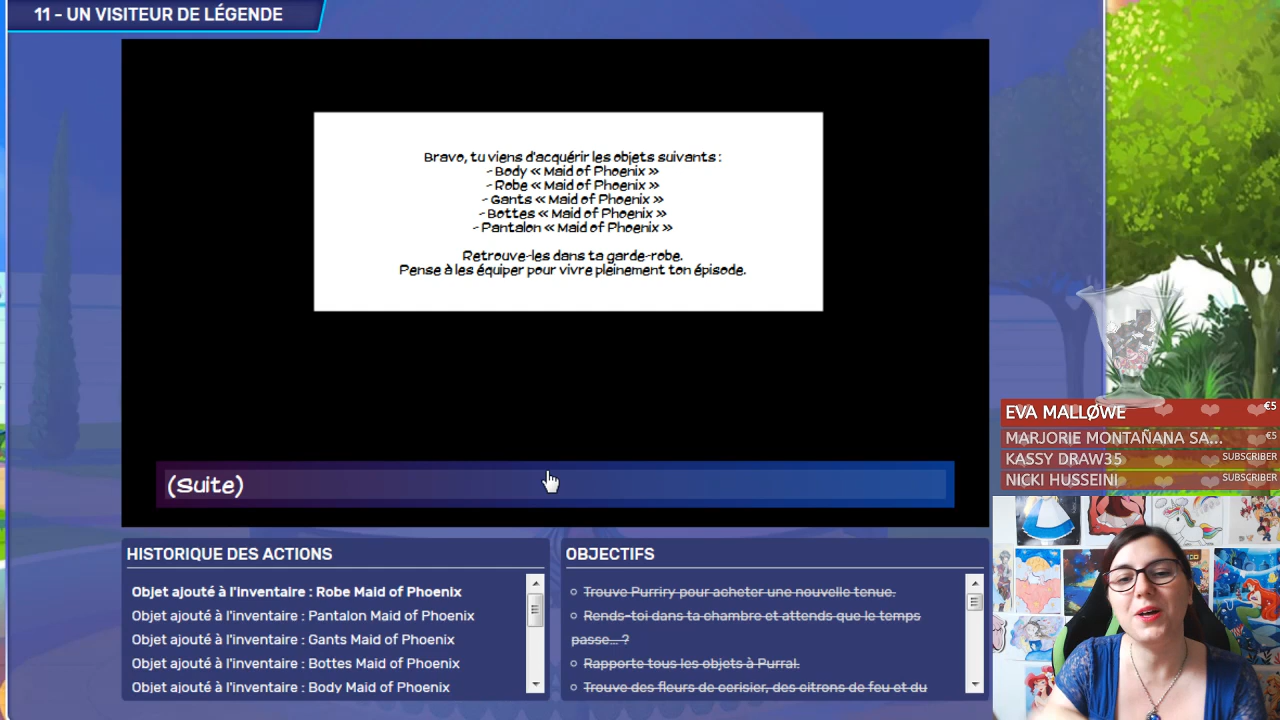 11 - UN VISITEUR DE LÉGENDE
Bravo, tu viens d'acquérir les objets suivants :
- Body « Maid of Phoenix »
- Robe « Maid of Phoenix »
- Gants « Maid of Phoenix »
- Bottes « Maid of Phoenix »
- Pantalon « Maid of Phoenix »
Retrouve-les dans ta garde-robe.
Pense à les équiper pour vivre pleinement ton épisode.
(Suite)
HISTORIQUE DES ACTIONS
Objet ajouté à l'inventaire : Robe Maid of Phoenix
Objet ajouté à l'inventaire : Pantalon Maid of Phoenix
Objet ajouté à l'inventaire : Gants Maid of Phoenix
Objet ajouté à l'inventaire : Bottes Maid of Phoenix
Objet ajouté à l'inventaire : Body Maid of Phoenix
OBJECTIFS
Trouve Purriry pour acheter une nouvelle tenue.
Rends-toi dans ta chambre et attends que le temps
passe... ?
Rapporte tous les objets à Purral.
Trouve des fleurs de cerisier, des citrons de feu et du
EVA MALLØWE €5
MARJORIE MONTAÑANA SA... €5
KASSY DRAW35 SUBSCRIBER
NICKI HUSSEINI SUBSCRIBER